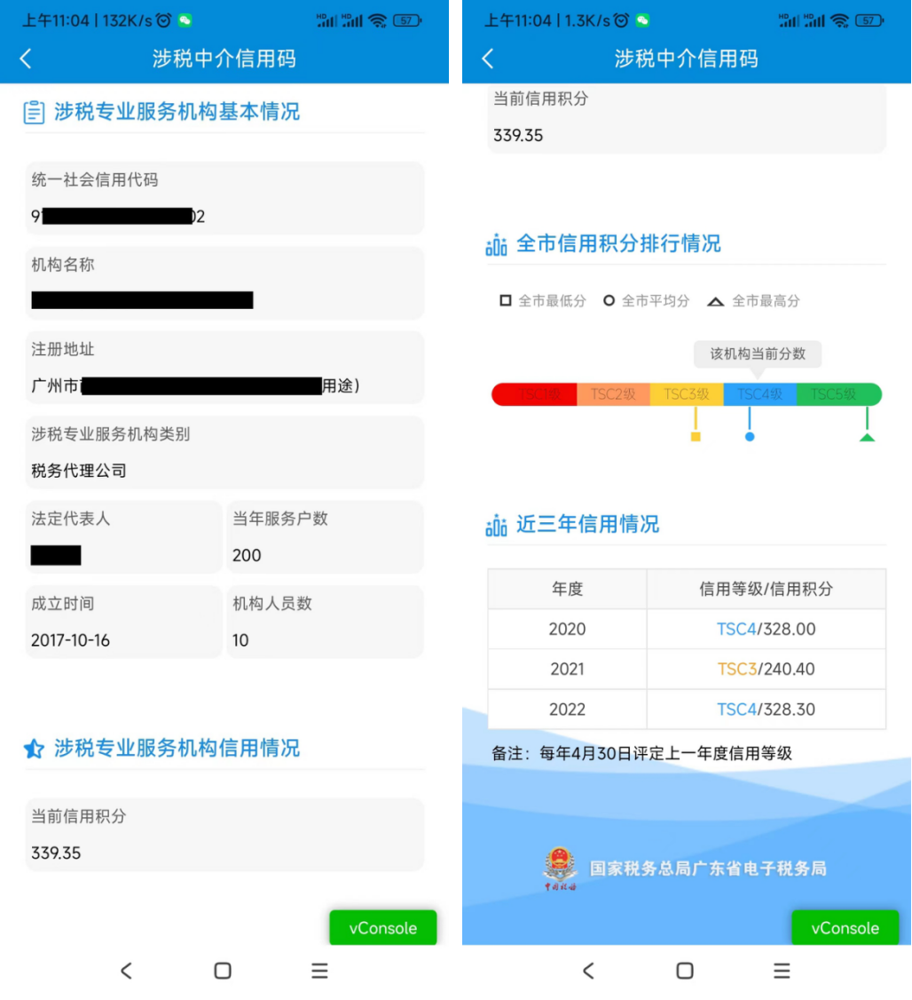 上午11:04 | 132K/s
HD HD 57
涉税中介信用码
涉税专业服务机构基本情况
统一社会信用代码
9
02
机构名称
注册地址
广州市
用途)
涉税专业服务机构类别
税务代理公司
法定代表人
当年服务户数
200
成立时间
机构人员数
2017-10-16
10
涉税专业服务机构信用情况
当前信用积分
339.35
vConsole
上午11:04 | 1.3K/s
HD HD 57
涉税中介信用码
当前信用积分
339.35
全市信用积分排行情况
全市最低分 全市平均分 全市最高分
该机构当前分数
TSC1级 TSC2级 TSC3级 TSC4级 TSC5级
近三年信用情况
年度 信用等级/信用积分
2020 TSC4/328.00
2021 TSC3/240.40
2022 TSC4/328.30
备注：每年4月30日评定上一年度信用等级
中国税务
国家税务总局广东省电子税务局
vConsole